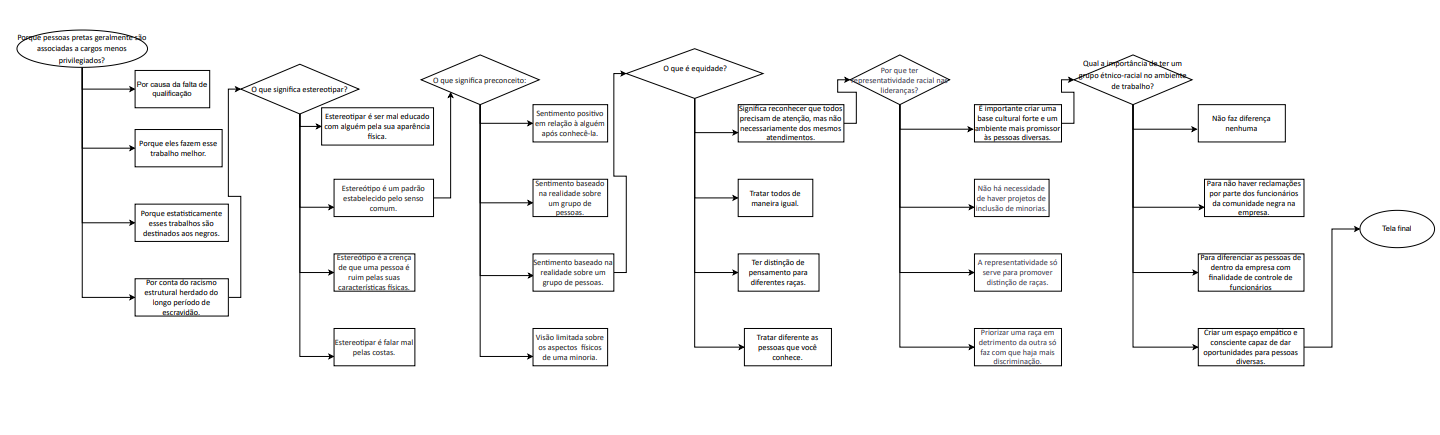 Porque pessoas pretas geralmente são
associadas a cargos menos
privilegiados?
Por causa da falta de
qualificação
Porque eles fazem esse
trabalho melhor.
Porque estatisticamente
esses trabalhos são
destinados aos negros.
Por conta do racismo
estrutural herdado do
longo período de
escravidão.
O que significa estereotipar?
Estereotipar é ser mal educado
com alguém pela sua aparência
física.
Estereótipo é um padrão
estabelecido pelo senso
comum.
Estereótipo é a crença
de que uma pessoa é
ruim pelas suas
características físicas.
Estereotipar é falar mal
pelas costas.
O que significa preconceito:
Sentimento positivo
em relação à alguém
após conhecê-la.
Sentimento baseado
na realidade sobre
um grupo de
pessoas.
Sentimento baseado na
realidade sobre um
grupo de pessoas.
Visão limitada sobre
os aspectos físicos
de uma minoria.
O que é equidade?
Significa reconhecer que todos
precisam de atenção, mas não
necessariamente dos mesmos
atendimentos.
Tratar todos de
maneira igual.
Ter distinção de
pensamento para
diferentes raças.
Tratar diferente as
pessoas que você
conhece.
Por que ter
representatividade racial nas
lideranças?
É importante criar uma
base cultural forte e um
ambiente mais promissor
às pessoas diversas.
Não há necessidade
de haver projetos de
inclusão de minorias.
A representatividade só
serve para promover
distinção de raças.
Priorizar uma raça em
detrimento da outra só
faz com que haja mais
discriminação.
Qual a importância de ter um
grupo étnico-racial no ambiente
de trabalho?
Não faz diferença
nenhuma
Para não haver reclamações
por parte dos funcionários
da comunidade negra na
empresa.
Para diferenciar as pessoas de
dentro da empresa com
finalidade de controle de
funcionários
Criar um espaço empático e
consciente capaz de dar
oportunidades para pessoas
diversas.
Tela final